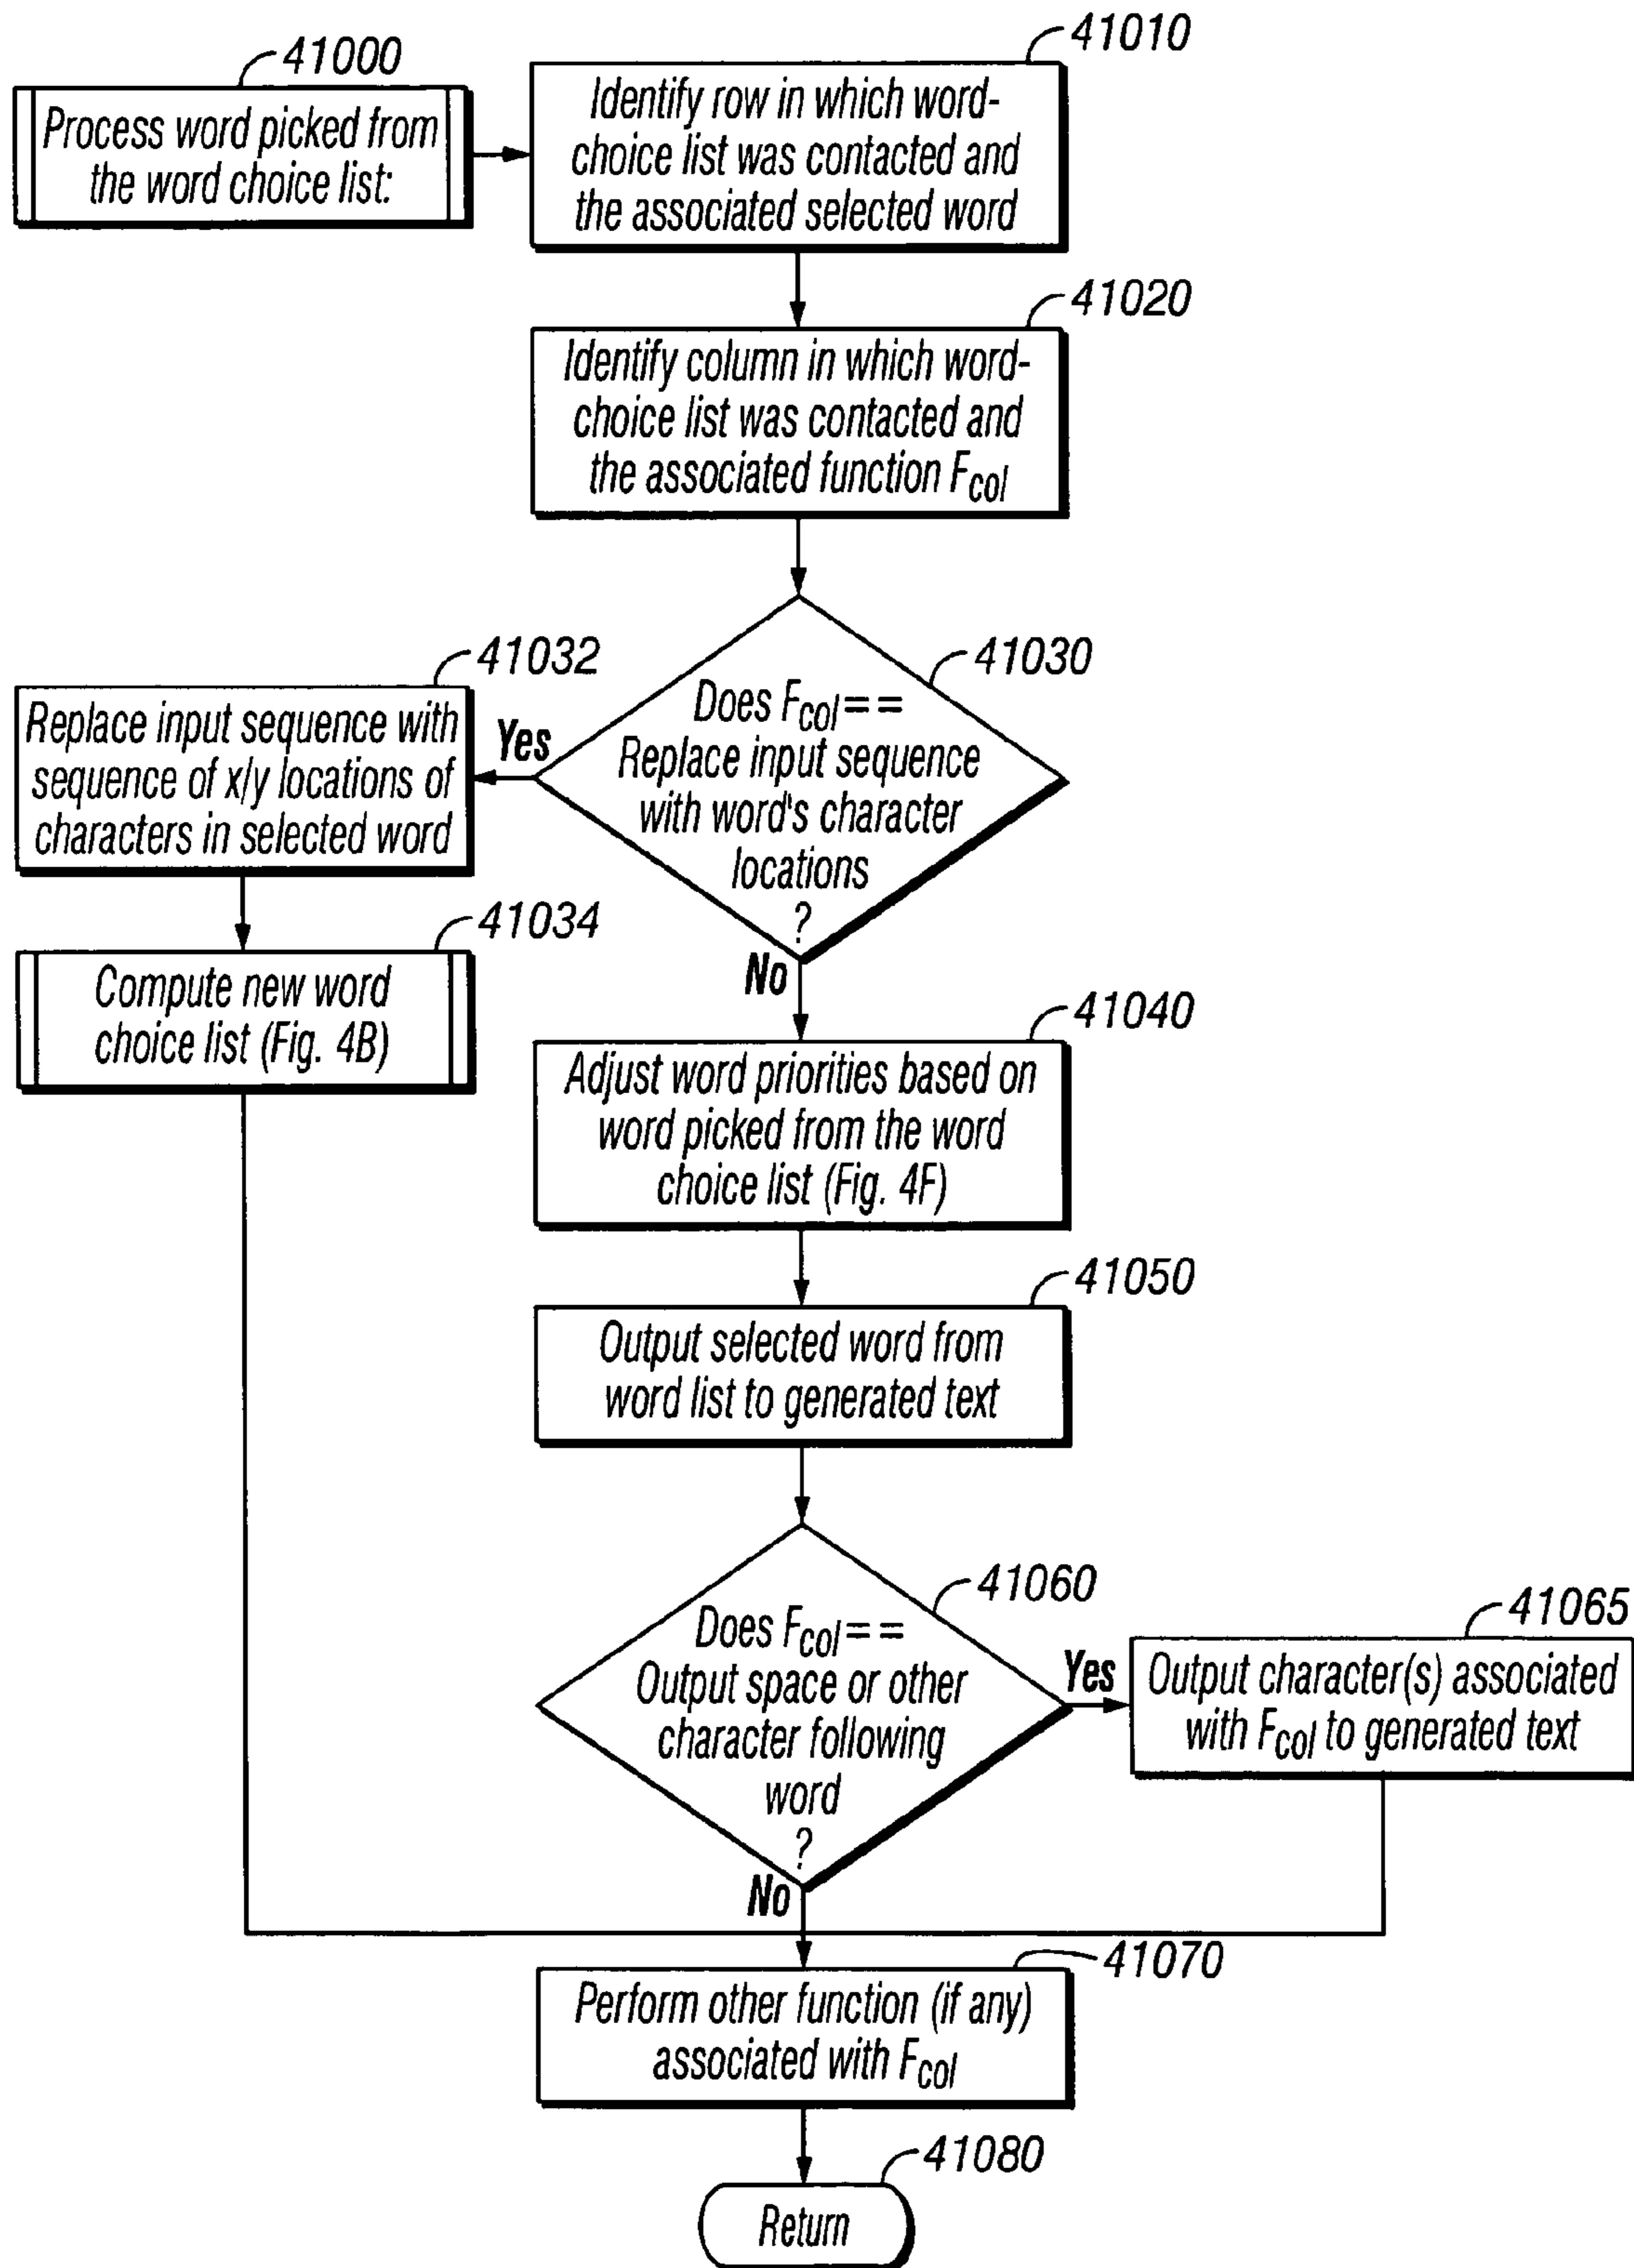 41000
Process word picked from
the word choice list:
41010
Identify row in which word-
choice list was contacted and
the associated selected word
41020
Identify column in which word-
choice list was contacted and
the associated function Fcol
41030
Does Fcol==
Replace input sequence
with word's character
locations
?
Yes
No
41032
Replace input sequence with
sequence of x/y locations of
characters in selected word
41034
Compute new word
choice list (Fig. 4B)
41040
Adjust word priorities based on
word picked from the word
choice list (Fig. 4F)
41050
Output selected word from
word list to generated text
41060
Does Fcol==
Output space or other
character following
word
?
Yes
No
41065
Output character(s) associated
with Fcol to generated text
41070
Perform other function (if any)
associated with Fcol
41080
Return